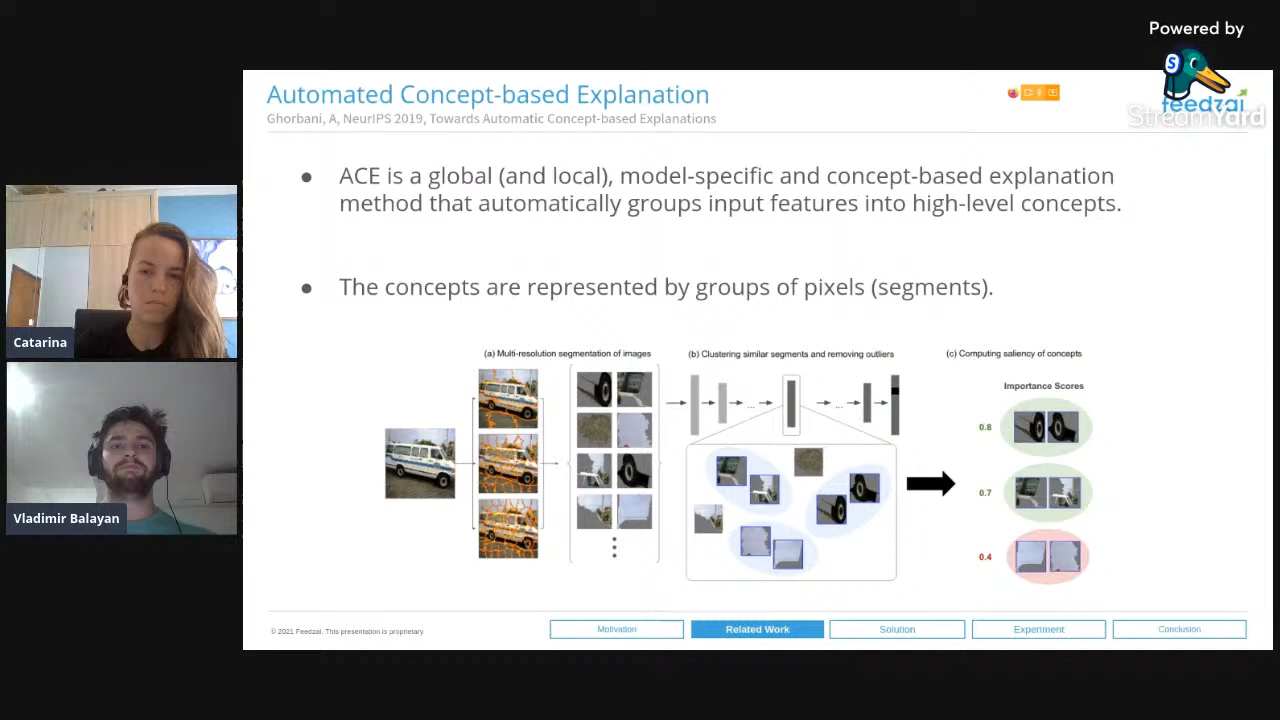 Powered by
S
feedzai
StreamYard
Automated Concept-based Explanation
Ghorbani, A, NeurIPS 2019, Towards Automatic Concept-based Explanations
● ACE is a global (and local), model-specific and concept-based explanation
method that automatically groups input features into high-level concepts.
● The concepts are represented by groups of pixels (segments).
Catarina
Vladimir Balayan
(a) Multi-resolution segmentation of images
(b) Clustering similar segments and removing outliers
(c) Computing saliency of concepts
Importance Scores
0.8
0.7
0.4
... ...
© 2021 Feedzai. This presentation is proprietary.
Motivation
Related Work
Solution
Experiment
Conclusion